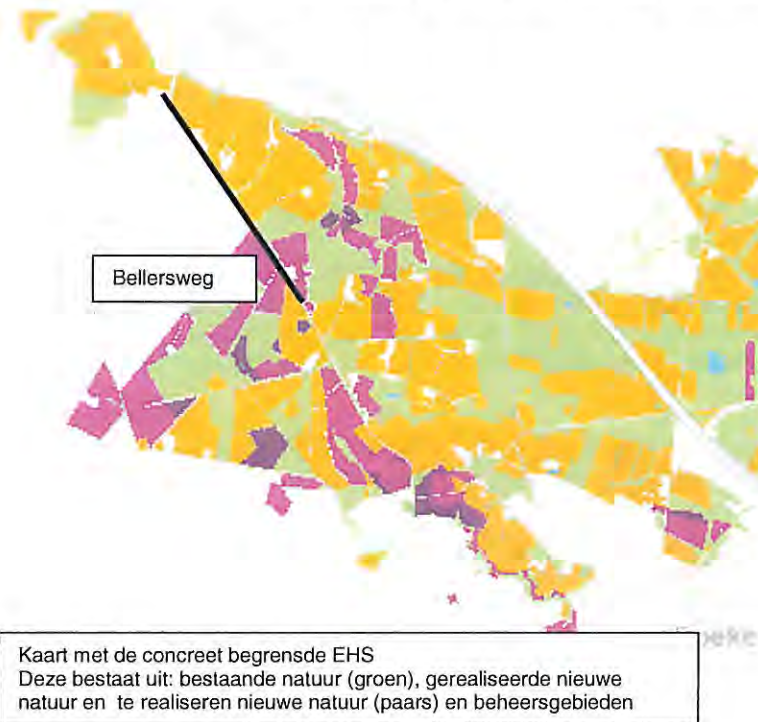 Bellersweg
Kaart met de concreet begrensde EHS
Deze bestaat uit: bestaande natuur (groen), gerealiseerde nieuwe
natuur en te realiseren nieuwe natuur (paars) en beheersgebieden